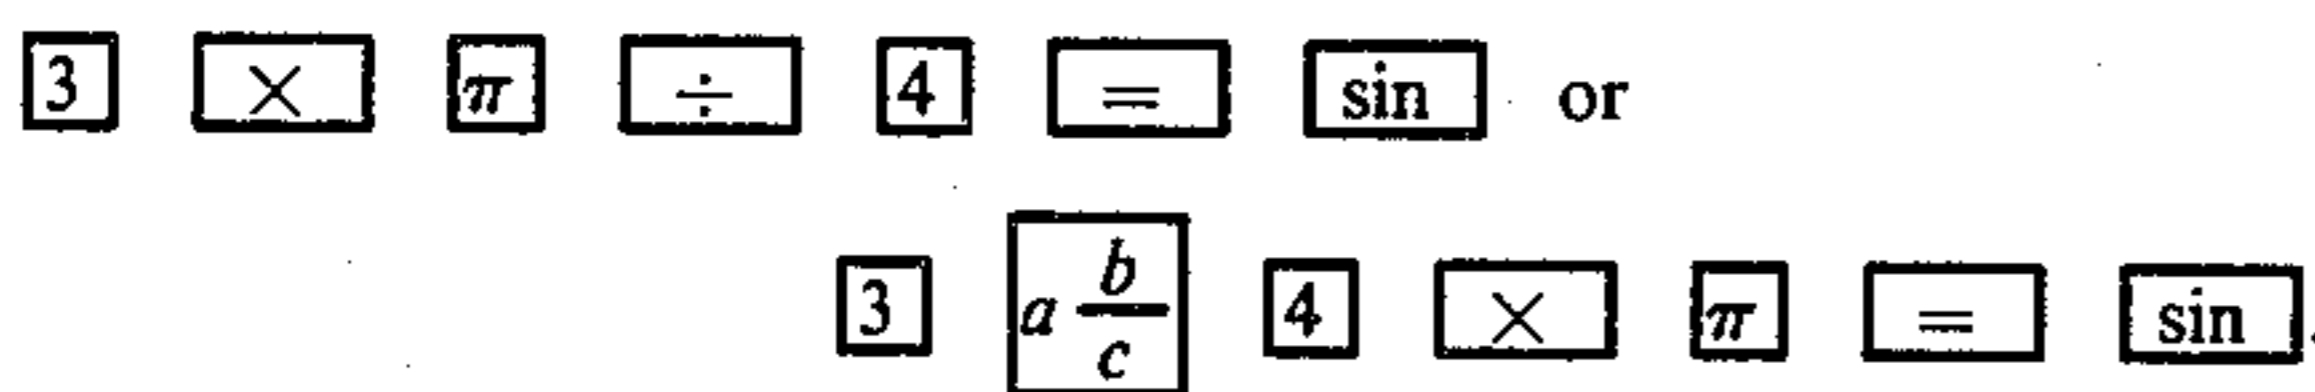 3 × π ÷ 4 = sin or
3 a b/c 4 × π = sin.